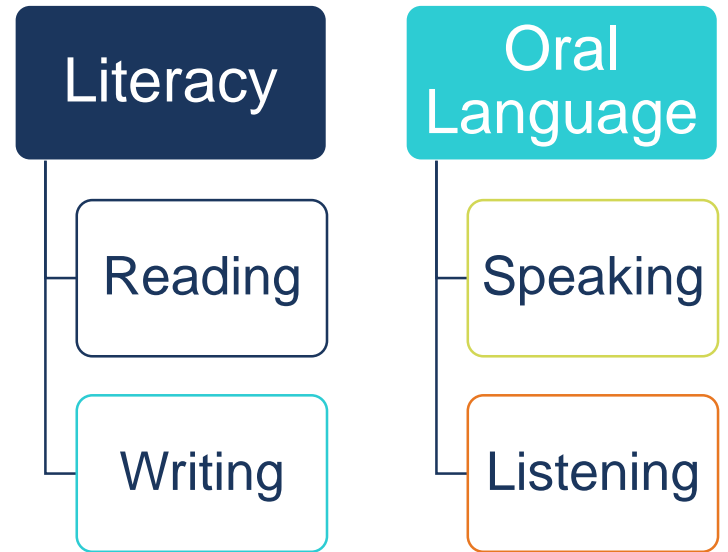 Literacy
Reading
Writing
Oral
Language
Speaking
Listening